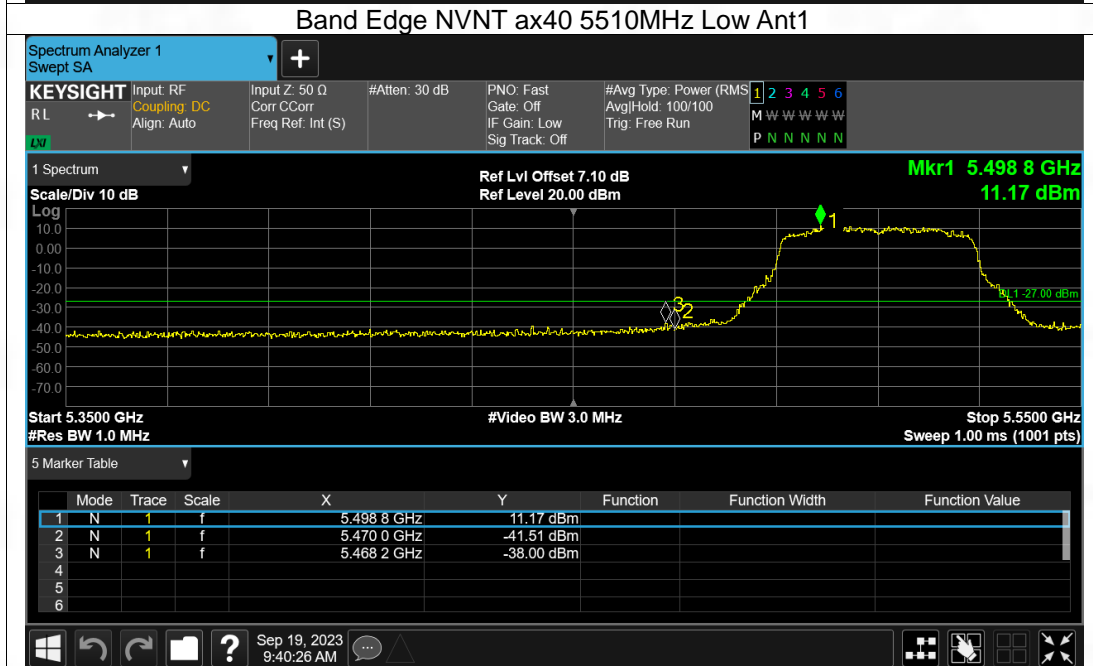 Band Edge NVNT ax40 5510MHz Low Ant1
Spectrum Analyzer 1
Swept SA
+
KEYSIGHT
RL
LXI
Input: RF
Coupling: DC
Align: Auto
Input Z: 50 Ω
Corr CCorr
Freq Ref: Int (S)
#Atten: 30 dB
PNO: Fast
Gate: Off
IF Gain: Low
Sig Track: Off
#Avg Type: Power (RMS
Avg|Hold: 100/100
Trig: Free Run
1 2 3 4 5 6
M W W W W W W
P N N N N N N
1 Spectrum
Scale/Div 10 dB
Ref Lvl Offset 7.10 dB
Ref Level 20.00 dBm
Mkr1 5.498 8 GHz
11.17 dBm
Log
10.0
0.00
-10.0
-20.0
-30.0
-40.0
-50.0
-60.0
-70.0
1
3
2
DL1 -27.00 dBm
Start 5.3500 GHz
#Video BW 3.0 MHz
Stop 5.5500 GHz
#Res BW 1.0 MHz
Sweep 1.00 ms (1001 pts)
5 Marker Table
Mode Trace Scale X Y Function Function Width Function Value
1 N 1 f 5.498 8 GHz 11.17 dBm
2 N 1 f 5.470 0 GHz -41.51 dBm
3 N 1 f 5.468 2 GHz -38.00 dBm
4
5
6
?
Sep 19, 2023
9:40:26 AM